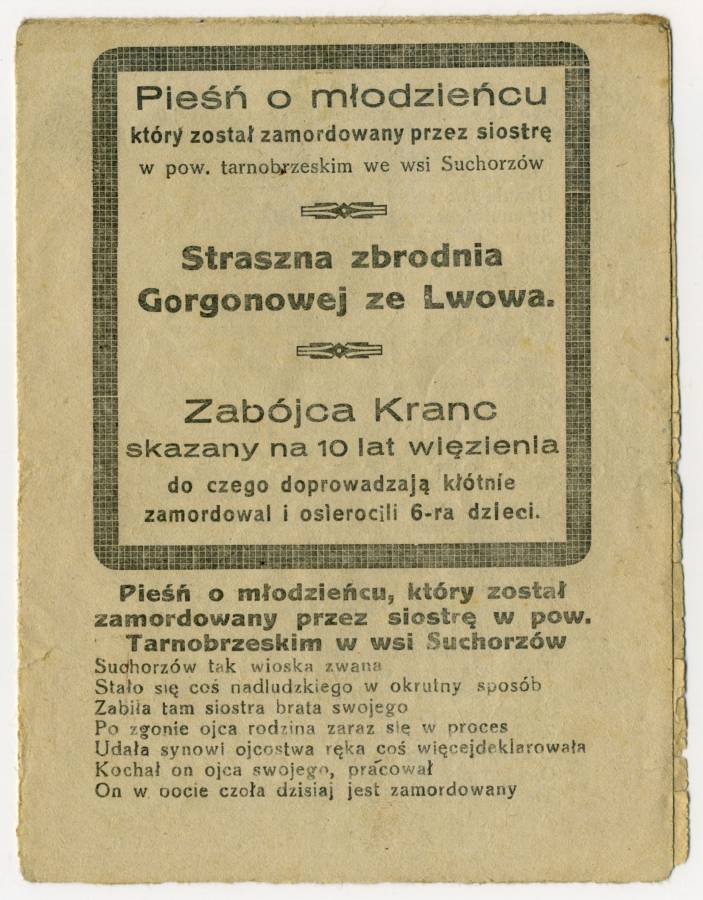 Pieśń o młodzieńcu
który został zamordowany przez siostrę
w pow. tarnobrzeskim we wsi Suchorzów
Straszna zbrodnia
Gorgonowej ze Lwowa.
Zabójca Kranc
skazany na 10 lat więzienia
do czego doprowadzają kłótnie
zamordowal i osierocili 6-ra dzieci.
Pieśń o młodzieńcu, który został
zamordowany przez siostrę w pow.
Tarnobrzeskim w wsi Suchorzów
Suchorzów tak wioska zwana
Stało się coś nadludzkiego w okrutny sposób
Zabiła tam siostra brata swojego
Po zgonie ojca rodzina zaraz się w proces
Udała synowi ojcostwa ręka coś więcejdeklarowała
Kochał on ojca swojego, pracował
On w oocie czoła dzisiaj jest zamordowany